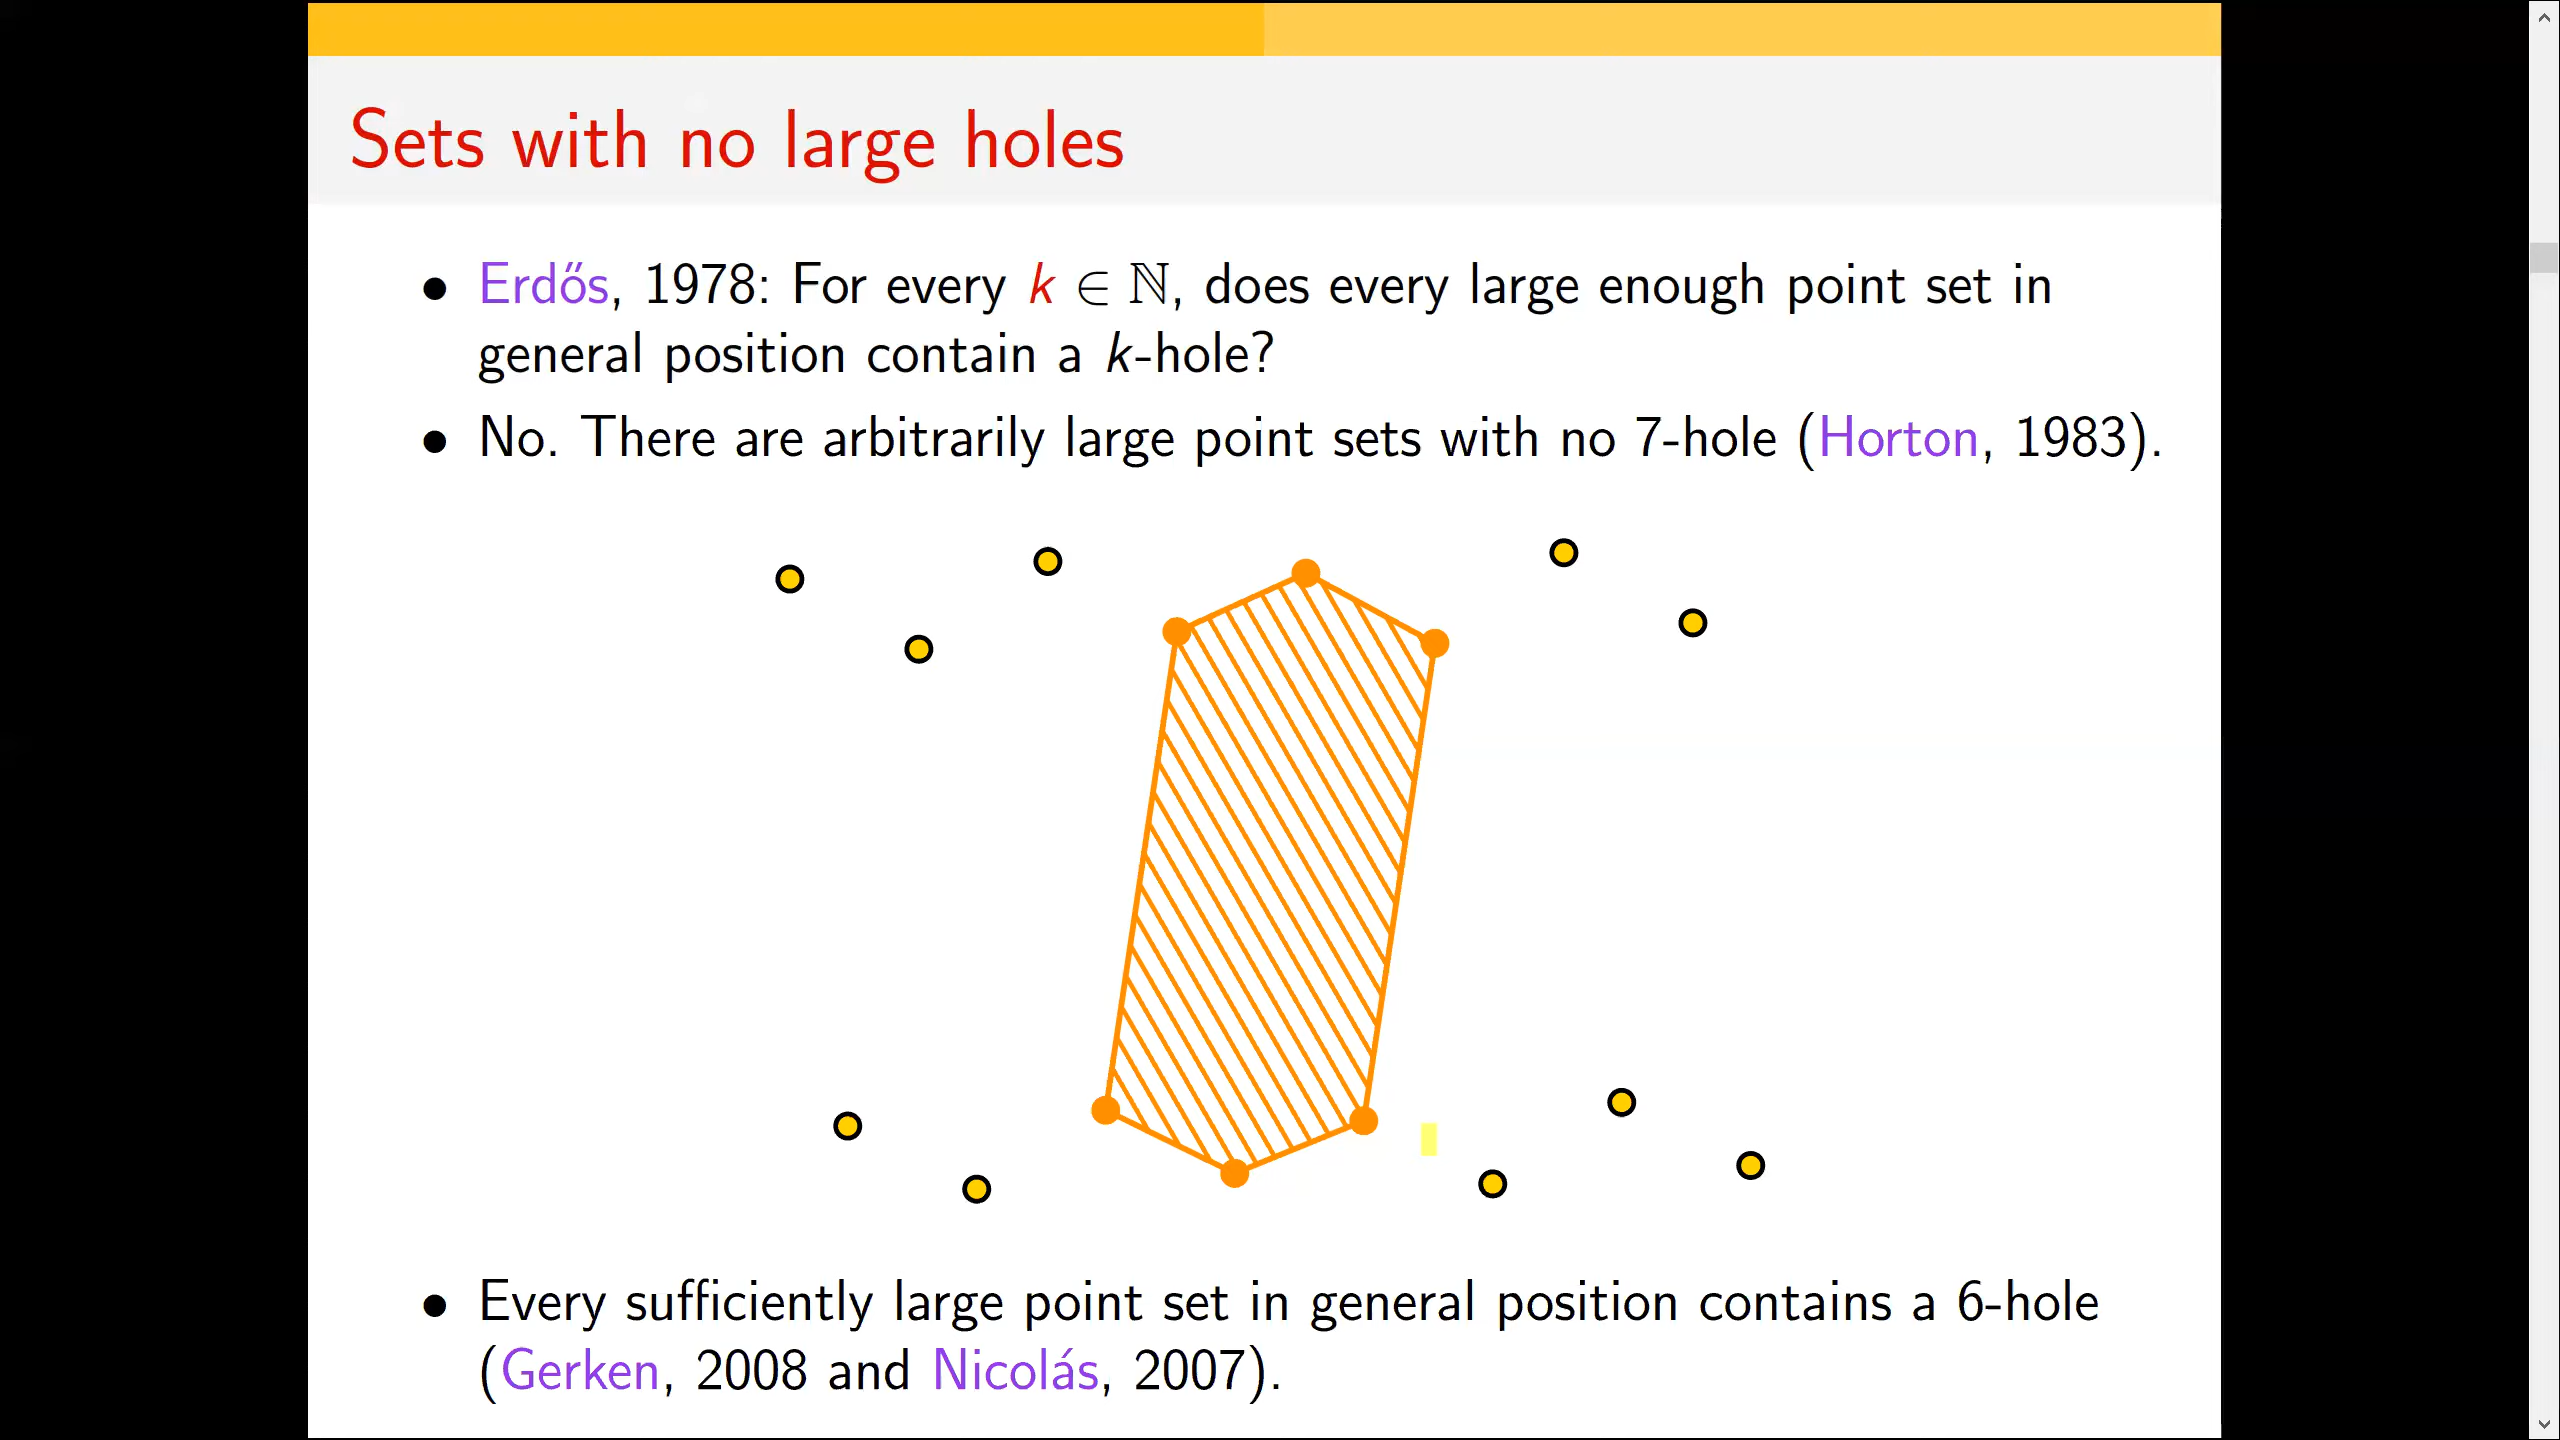 Sets with no large holes
• Erdős, 1978: For every k ∈ ℕ, does every large enough point set in
general position contain a k-hole?
• No. There are arbitrarily large point sets with no 7-hole (Horton, 1983).
• Every sufficiently large point set in general position contains a 6-hole
(Gerken, 2008 and Nicolás, 2007).